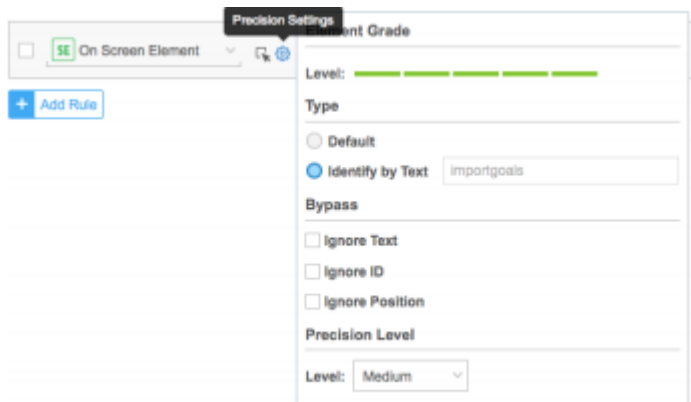 Precision Settings
SE On Screen Element
+ Add Rule
Element Grade
Level:
Type
Default
Identify by Text importgoals
Bypass
Ignore Text
Ignore ID
Ignore Position
Precision Level
Level: Medium